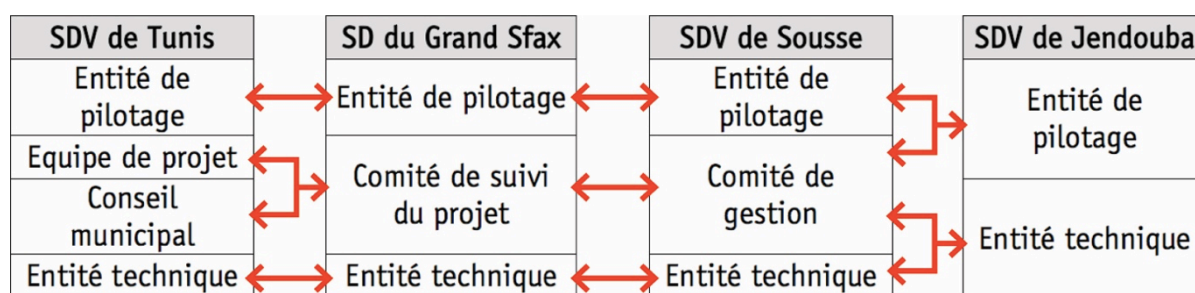 SDV de Tunis
SD du Grand Sfax
SDV de Sousse
SDV de Jendouba
Entité de
pilotage
Entité de pilotage
Entité de
pilotage
Entité de
pilotage
Equipe de projet
Conseil
municipal
Comité de suivi
du projet
Comité de
gestion
Entité technique
Entité technique
Entité technique
Entité technique